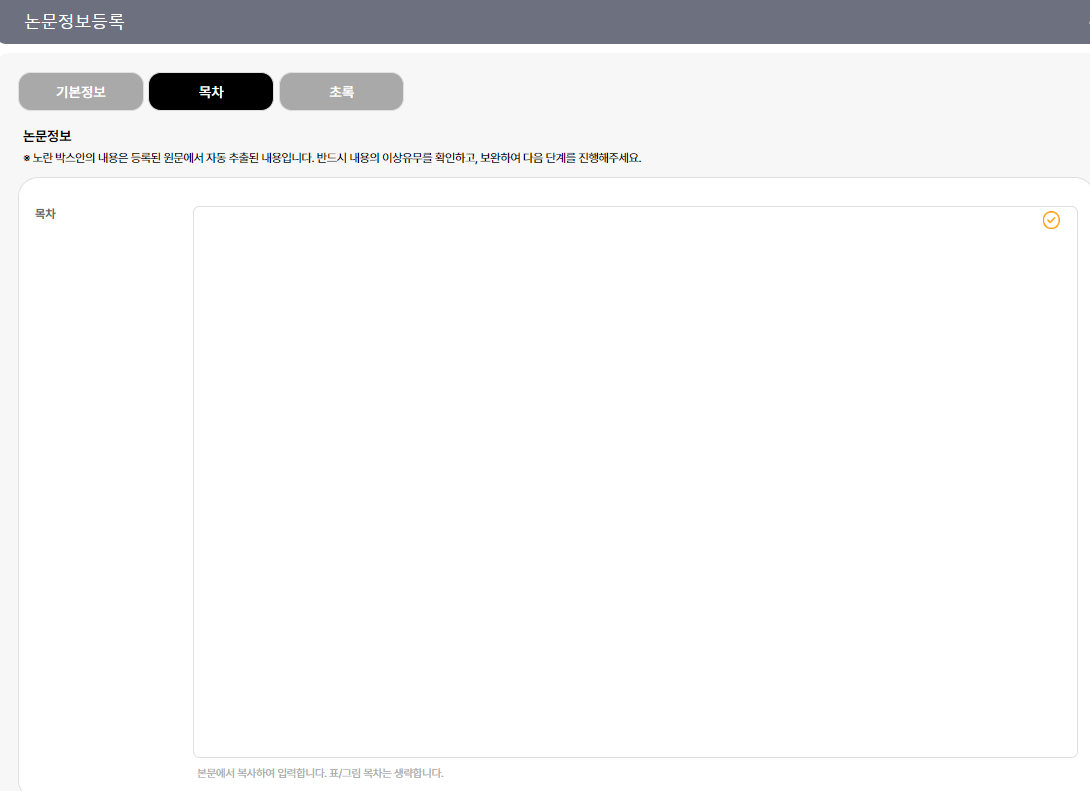 논문정보등록
기본정보 목차 초록
논문정보
※ 노란 박스안의 내용은 등록된 원문에서 자동 추출된 내용입니다. 반드시 내용의 이상유무를 확인하고, 보완하여 다음 단계를 진행해주세요.
목차
본문에서 복사하여 입력합니다. 표/그림 목차는 생략합니다.